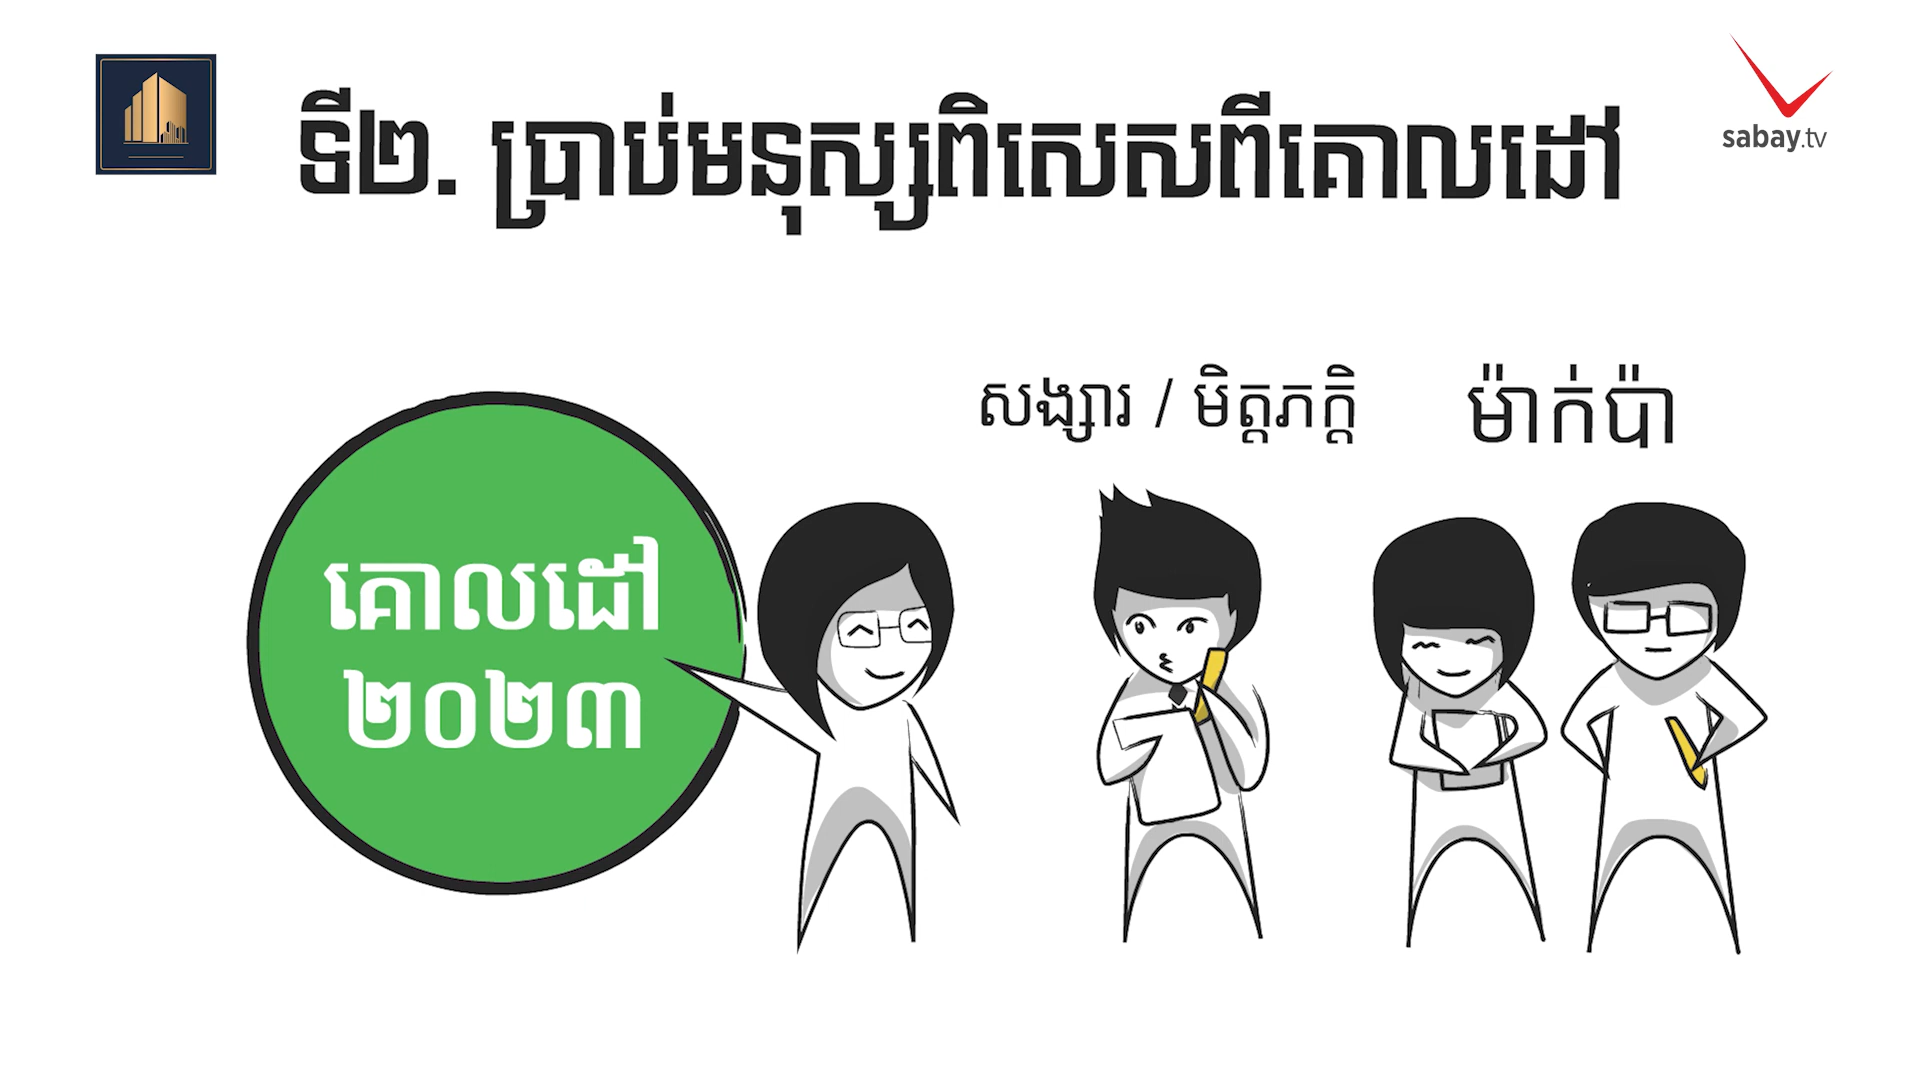 sabay.tv
ទី២. ប្រាប់មនុស្សពិសេសពីគោលដៅ
សង្សារ / មិត្តភក្តិ
ម៉ាក់ប៉ា
គោលដៅ
២០២៣